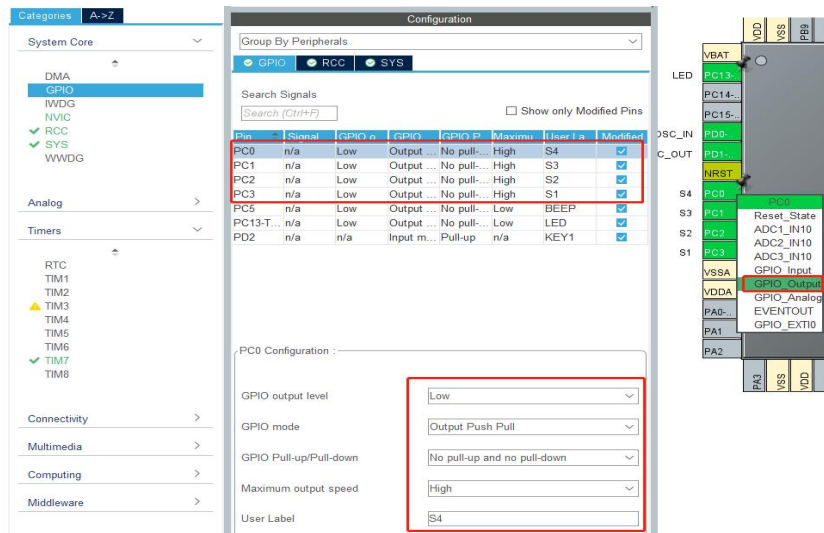 Categories A->Z
System Core
DMA
GPIO
IWDG
NVIC
RCC
SYS
WWDG
Analog
Timers
RTC
TIM1
TIM2
TIM3
TIM4
TIM5
TIM6
TIM7
TIM8
Connectivity
Multimedia
Computing
Middleware
Configuration
Group By Peripherals
GPIO RCC SYS
Search Signals
Search (Ctrl+F) Show only Modified Pins
Pin Signal GPIO o GPIO GPIO P Maximu User La Modified
PC0 n/a Low Output ... No pull-... High S4
PC1 n/a Low Output ... No pull-... High S3
PC2 n/a Low Output ... No pull-... High S2
PC3 n/a Low Output ... No pull-... High S1
PC5 n/a Low Output ... No pull-... Low BEEP
PC13-T... n/a Low Output ... No pull-... Low LED
PD2 n/a n/a Input m... Pull-up n/a KEY1
PC0 Configuration :
GPIO output level Low
GPIO mode Output Push Pull
GPIO Pull-up/Pull-down No pull-up and no pull-down
Maximum output speed High
User Label S4
VDD VSS PB9
VBAT
LED PC13-
PC14-..
PC15-..
OSC_IN PD0-
C_OUT PD1-..
NRST
S4 PC0
S3 PC1
S2 PC2
S1 PC3
VSSA
VDDA
PA0-..
PA1
PA2
PC0
Reset_State
ADC1_IN10
ADC2_IN10
ADC3_IN10
GPIO_Input
GPIO_Output
GPIO_Analog
EVENTOUT
GPIO_EXTI0
PA3 VSS VDD